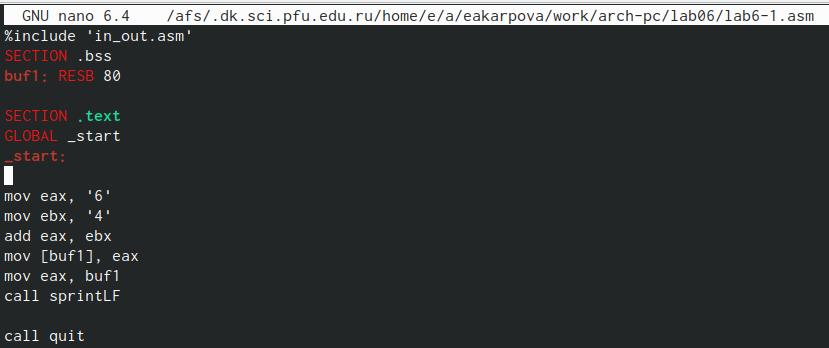 GNU nano 6.4 /afs/.dk.sci.pfu.edu.ru/home/e/a/eakarpova/work/arch-pc/lab06/lab6-1.asm
%include 'in_out.asm'
SECTION .bss
buf1: RESB 80
SECTION .text
GLOBAL _start
_start:
mov eax, '6'
mov ebx, '4'
add eax, ebx
mov [buf1], eax
mov eax, buf1
call sprintLF
call quit